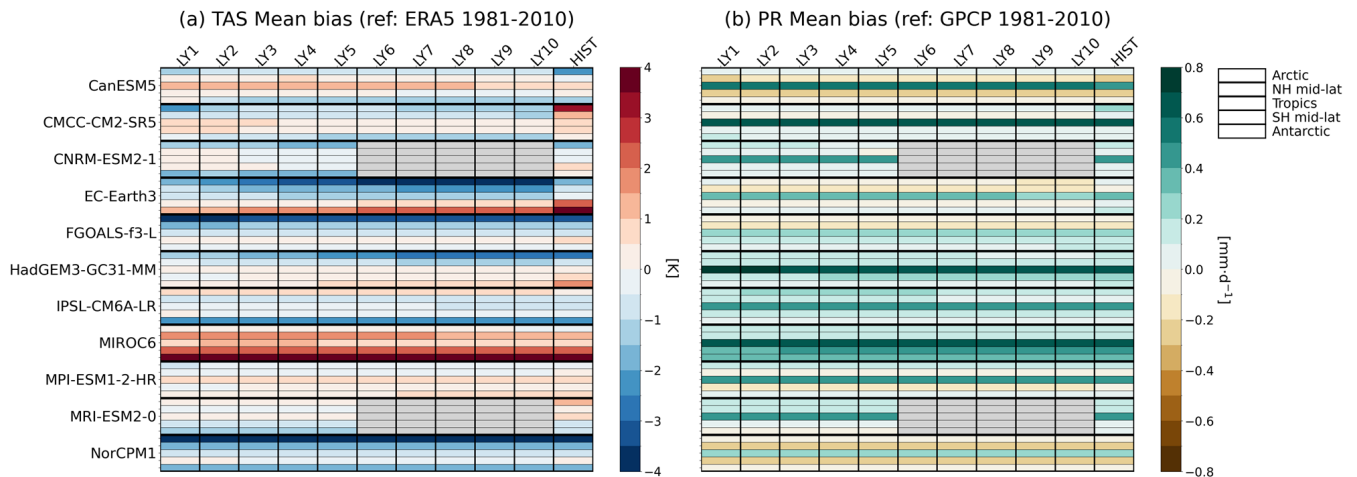 (a) TAS Mean bias (ref: ERA5 1981-2010)
LY1 LY2 LY3 LY4 LY5 LY6 LY7 LY8 LY9 LY10 HIST
CanESM5
CMCC-CM2-SR5
CNRM-ESM2-1
EC-Earth3
FGOALS-f3-L
HadGEM3-GC31-MM
IPSL-CM6A-LR
MIROC6
MPI-ESM1-2-HR
MRI-ESM2-0
NorCPM1
4
3
2
1
0
−1
−2
−3
−4
[K]
(b) PR Mean bias (ref: GPCP 1981-2010)
LY1 LY2 LY3 LY4 LY5 LY6 LY7 LY8 LY9 LY10 HIST
0.8
0.6
0.4
0.2
0.0
−0.2
−0.4
−0.6
−0.8
[mm·d⁻¹]
Arctic
NH mid-lat
Tropics
SH mid-lat
Antarctic